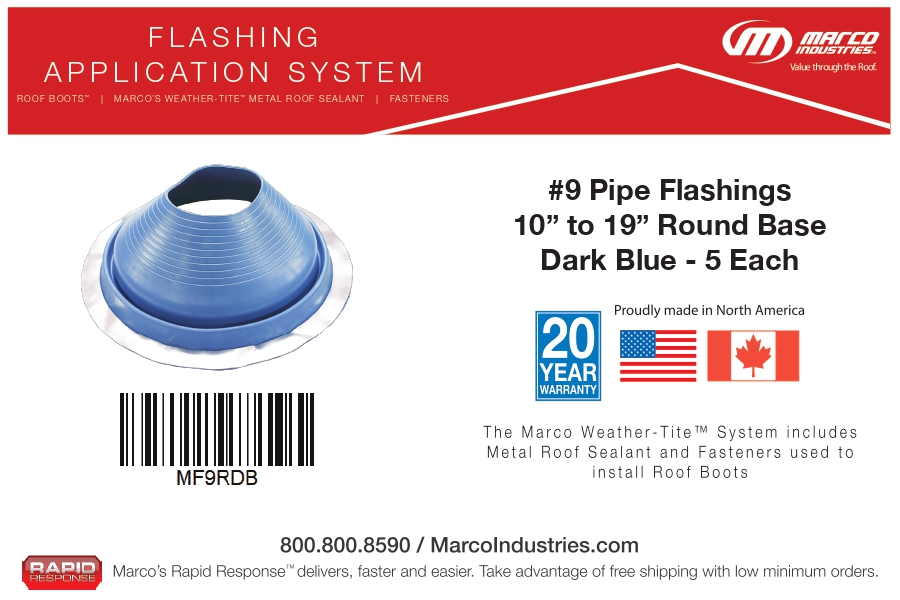 FLASHING
APPLICATION SYSTEM
ROOF BOOTS™ | MARCO'S WEATHER-TITE™ METAL ROOF SEALANT | FASTENERS
MARCO
INDUSTRIES™
Value through the Roof.
#9 Pipe Flashings
10” to 19” Round Base
Dark Blue - 5 Each
Proudly made in North America
20
YEAR
WARRANTY
MF9RDB
The Marco Weather-Tite™ System includes
Metal Roof Sealant and Fasteners used to
install Roof Boots
800.800.8590 / MarcoIndustries.com
RAPID
RESPONSE
Marco's Rapid Response™ delivers, faster and easier. Take advantage of free shipping with low minimum orders.